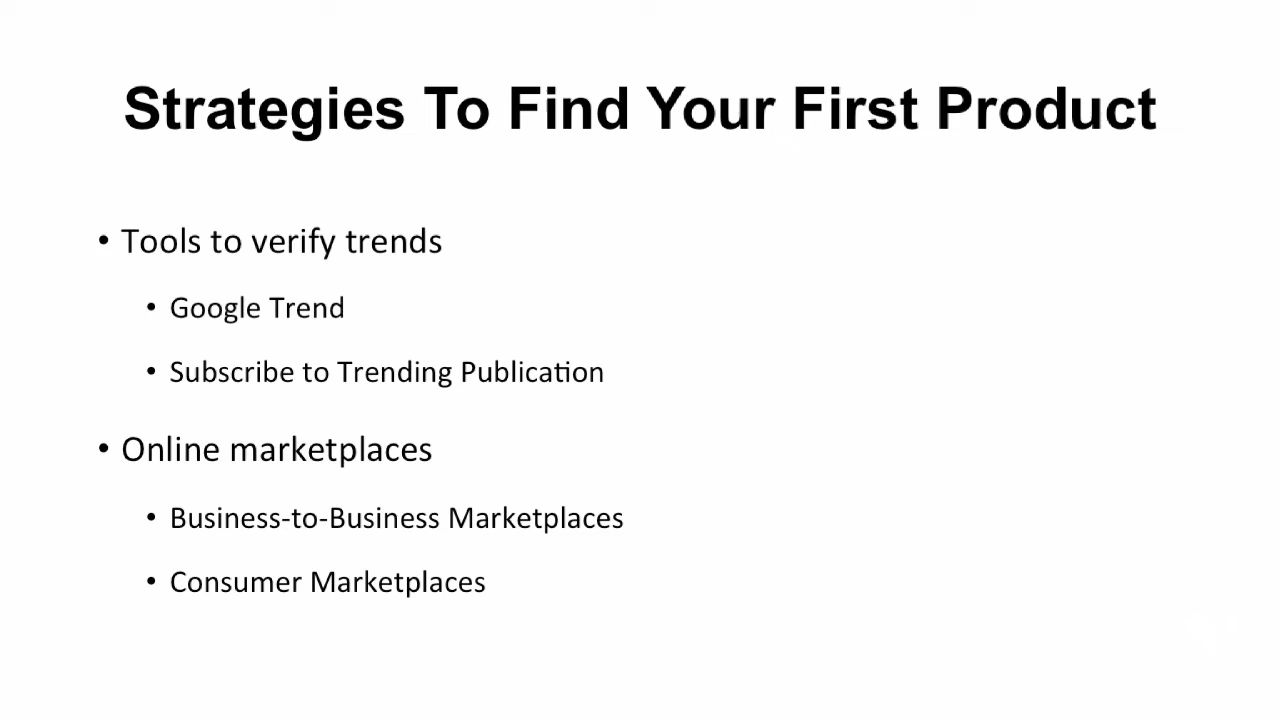 Strategies To Find Your First Product
• Tools to verify trends
• Google Trend
• Subscribe to Trending Publication
• Online marketplaces
• Business-to-Business Marketplaces
• Consumer Marketplaces